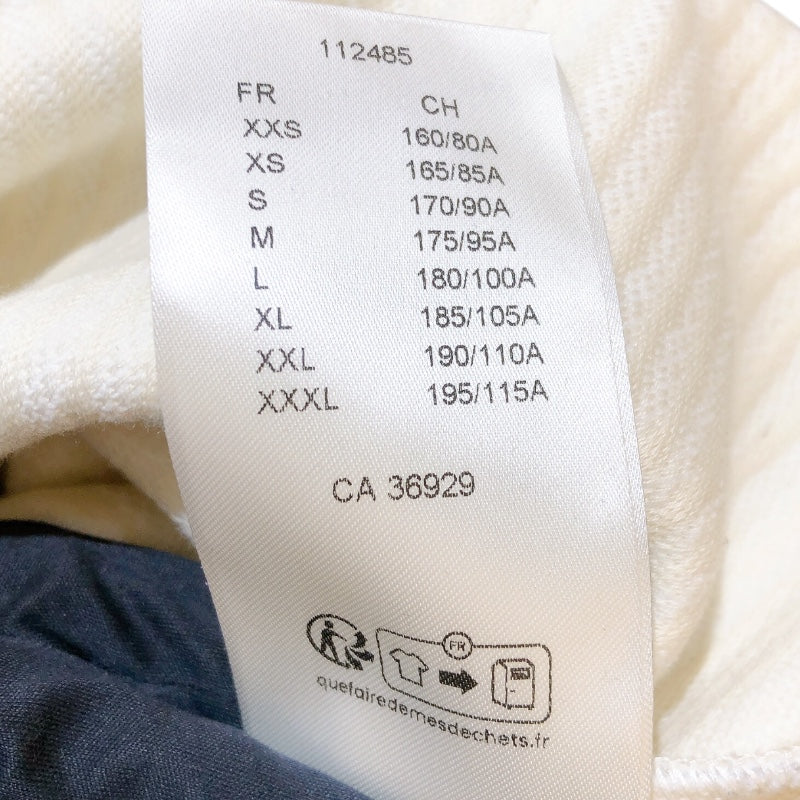 112485
FR CH
XXS 160/80A
XS 165/85A
S 170/90A
M 175/95A
L 180/100A
XL 185/105A
XXL 190/110A
XXXL 195/115A
CA 36929
FR
quefairedemesdechets.fr